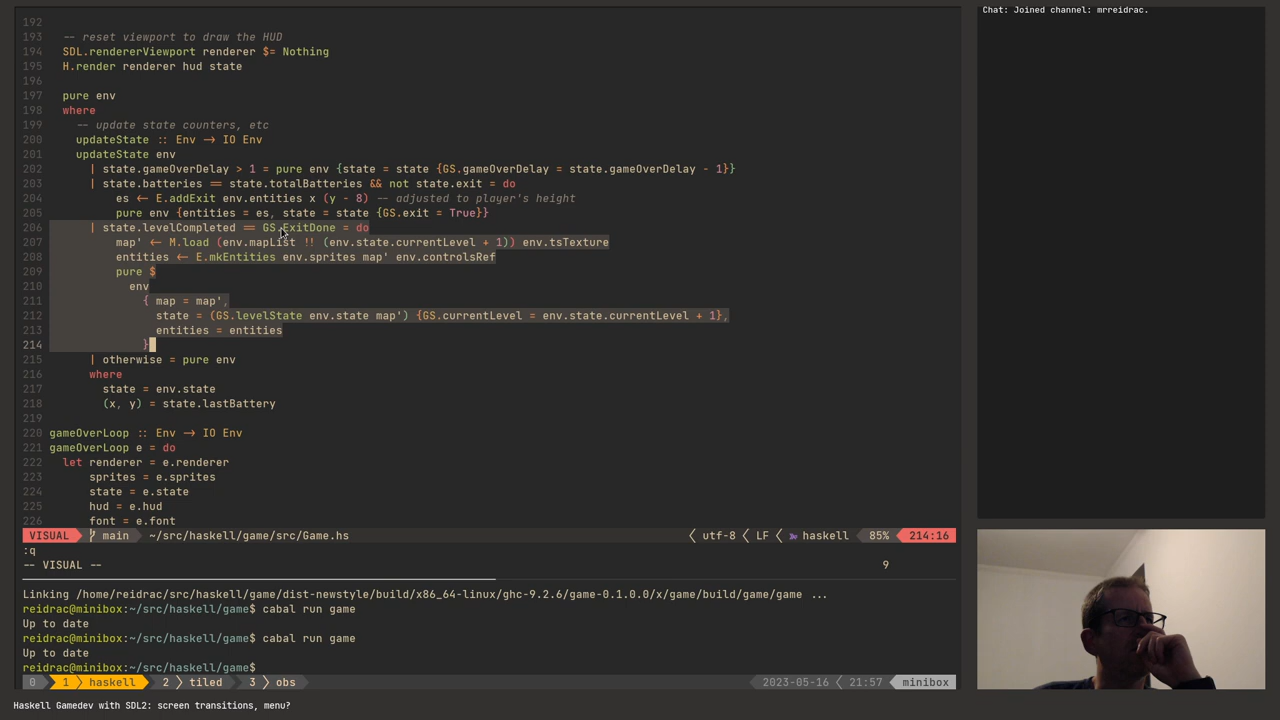 192
193 -- reset viewport to draw the HUD
194 SDL.rendererViewport renderer $= Nothing
195 H.render renderer hud state
196
197 pure env
198 where
199 -- update state counters, etc
200 updateState :: Env → IO Env
201 updateState env
202 | state.gameOverDelay > 1 = pure env {state = state {GS.gameOverDelay = state.gameOverDelay - 1}}
203 | state.batteries == state.totalBatteries && not state.exit = do
204 es ← E.addExit env.entities x (y - 8) -- adjusted to player's height
205 pure env {entities = es, state = state {GS.exit = True}}
206 | state.levelCompleted == GS.ExitDone = do
207 map' ← M.load (env.mapList !! (env.state.currentLevel + 1)) env.tsTexture
208 entities ← E.mkEntities env.sprites map' env.controlsRef
209 pure $
210 env
211 { map = map',
212 state = (GS.levelState env.state map') {GS.currentLevel = env.state.currentLevel + 1},
213 entities = entities
214 }
215 | otherwise = pure env
216 where
217 state = env.state
218 (x, y) = state.lastBattery
219
220 gameOverLoop :: Env → IO Env
221 gameOverLoop e = do
222 let renderer = e.renderer
223 sprites = e.sprites
224 state = e.state
225 hud = e.hud
226 font = e.font
VISUAL main ~/src/haskell/game/src/Game.hs utf-8 LF haskell 85% 214:16
:q
-- VISUAL -- 9
Linking /home/reidrac/src/haskell/game/dist-newstyle/build/x86_64-linux/ghc-9.2.6/game-0.1.0.0/x/game/build/game/game ...
reidrac@minibox:~/src/haskell/game$ cabal run game
Up to date
reidrac@minibox:~/src/haskell/game$ cabal run game
Up to date
reidrac@minibox:~/src/haskell/game$
0 1 haskell 2 tiled 3 obs 2023-05-16 21:57 minibox
Haskell Gamedev with SDL2: screen transitions, menu?
Chat: Joined channel: mrreidrac.